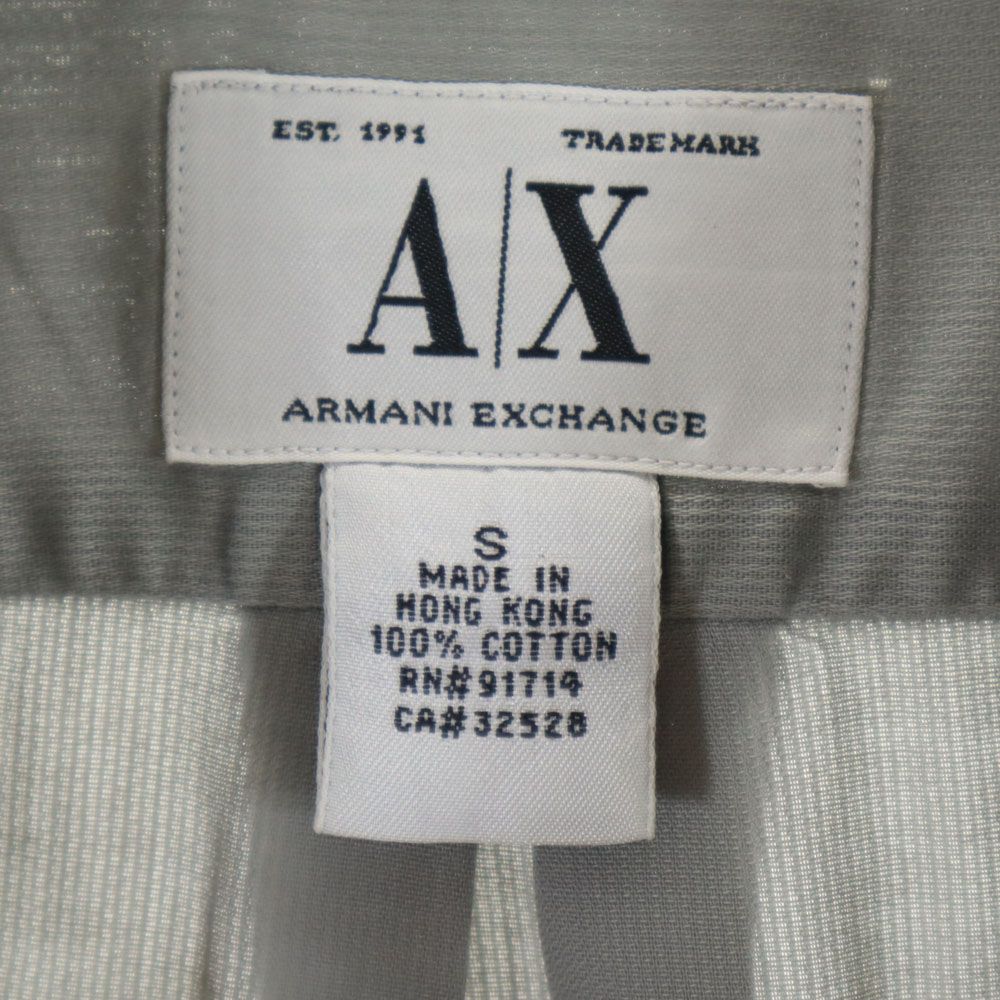 EST. 1991 TRADEMARK
A|X
ARMANI EXCHANGE
S
MADE IN
HONG KONG
100% COTTON
RN# 91714
CA# 32528